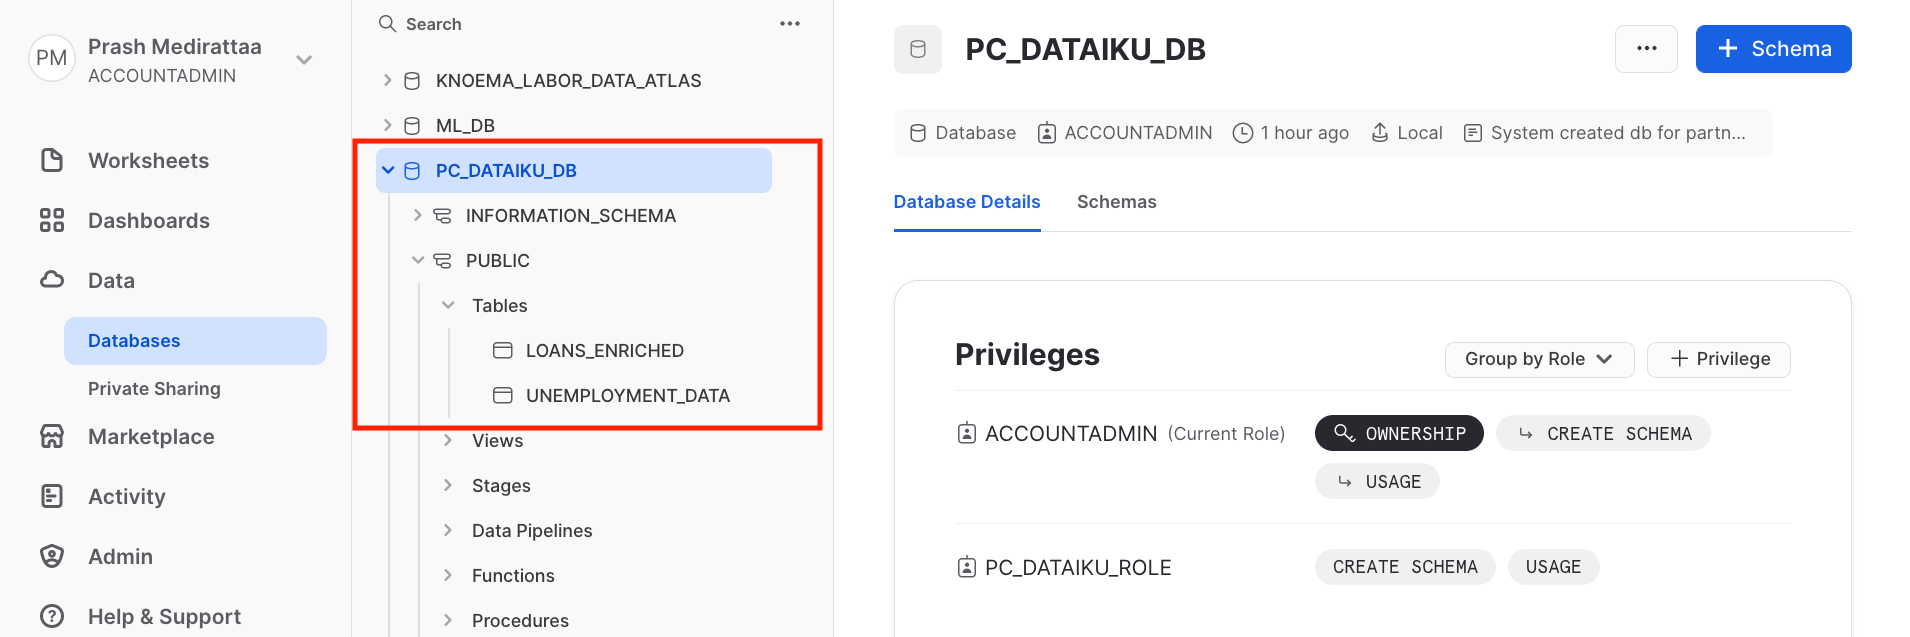 PM
Prash Medirattaa
ACCOUNTADMIN
Worksheets
Dashboards
Data
Databases
Private Sharing
Marketplace
Activity
Admin
Help & Support
Search
KNOEMA_LABOR_DATA_ATLAS
ML_DB
PC_DATAIKU_DB
INFORMATION_SCHEMA
PUBLIC
Tables
LOANS_ENRICHED
UNEMPLOYMENT_DATA
Views
Stages
Data Pipelines
Functions
Procedures
PC_DATAIKU_DB
Schema
Database ACCOUNTADMIN 1 hour ago Local System created db for partn...
Database Details Schemas
Privileges
Group by Role
Privilege
ACCOUNTADMIN (Current Role) OWNERSHIP CREATE SCHEMA
USAGE
PC_DATAIKU_ROLE CREATE SCHEMA USAGE